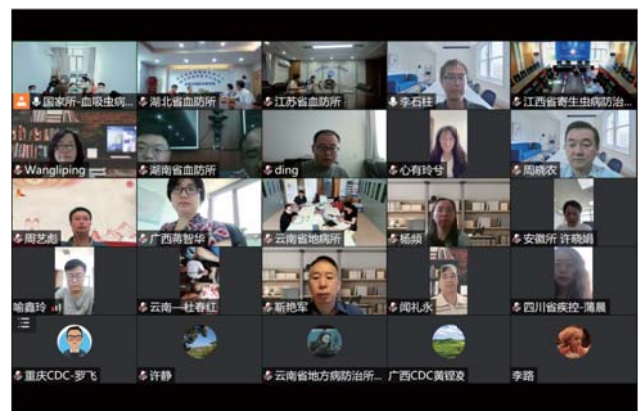 国家所-血吸虫病...
湖北省血防所
江苏省血防所
李石柱
江西省寄生虫病防治...
Wangliping
湖南省血防所
ding
心有玲兮
周晓农
周艺彪
广西蒋智华
云南省地病所
杨频
安徽所 许晓娟
喻鑫玲
云南—杜春红
靳艳军
闻礼永
四川省疾控-蒲晨
重庆CDC-罗飞
许静
云南省地方病防治所...
广西CDC黄铿凌
李路